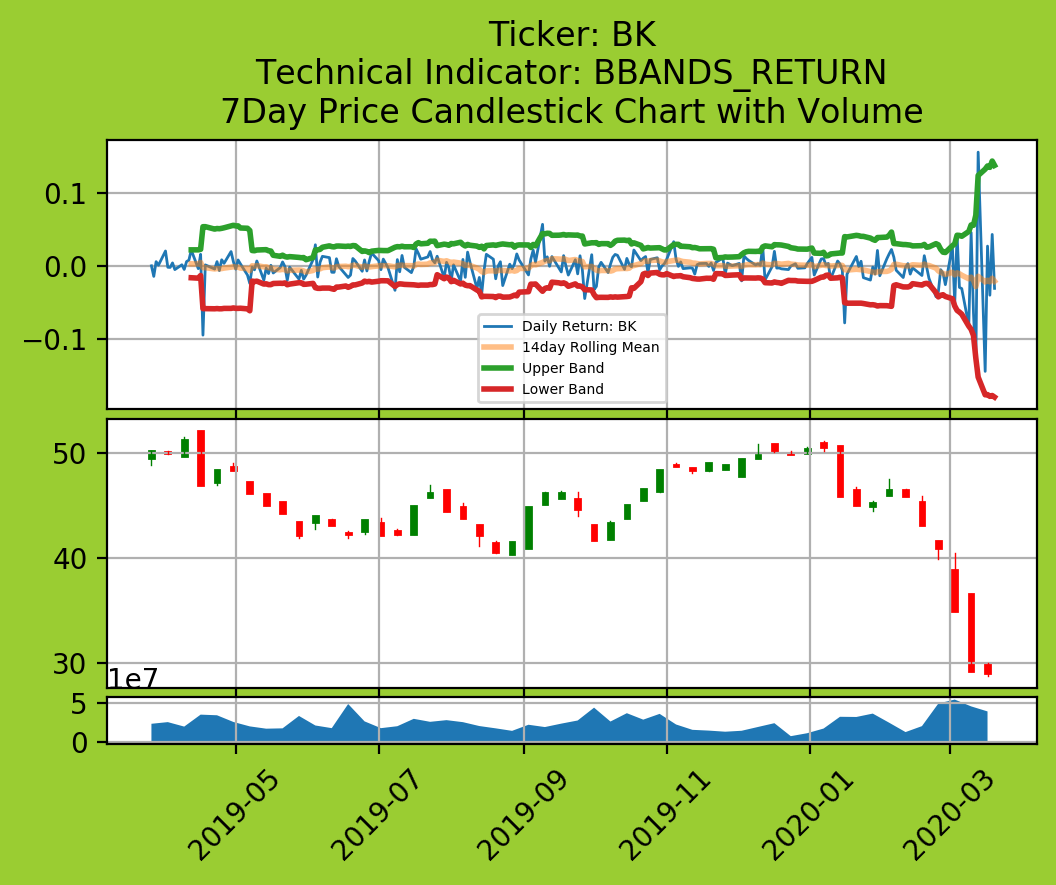 Ticker: BK
Technical Indicator: BBANDS_RETURN
7Day Price Candlestick Chart with Volume
0.1
0.0
−0.1
Daily Return: BK
14day Rolling Mean
Upper Band
Lower Band
50
40
30
1e7
5
0
2019-05
2019-07
2019-09
2019-11
2020-01
2020-03